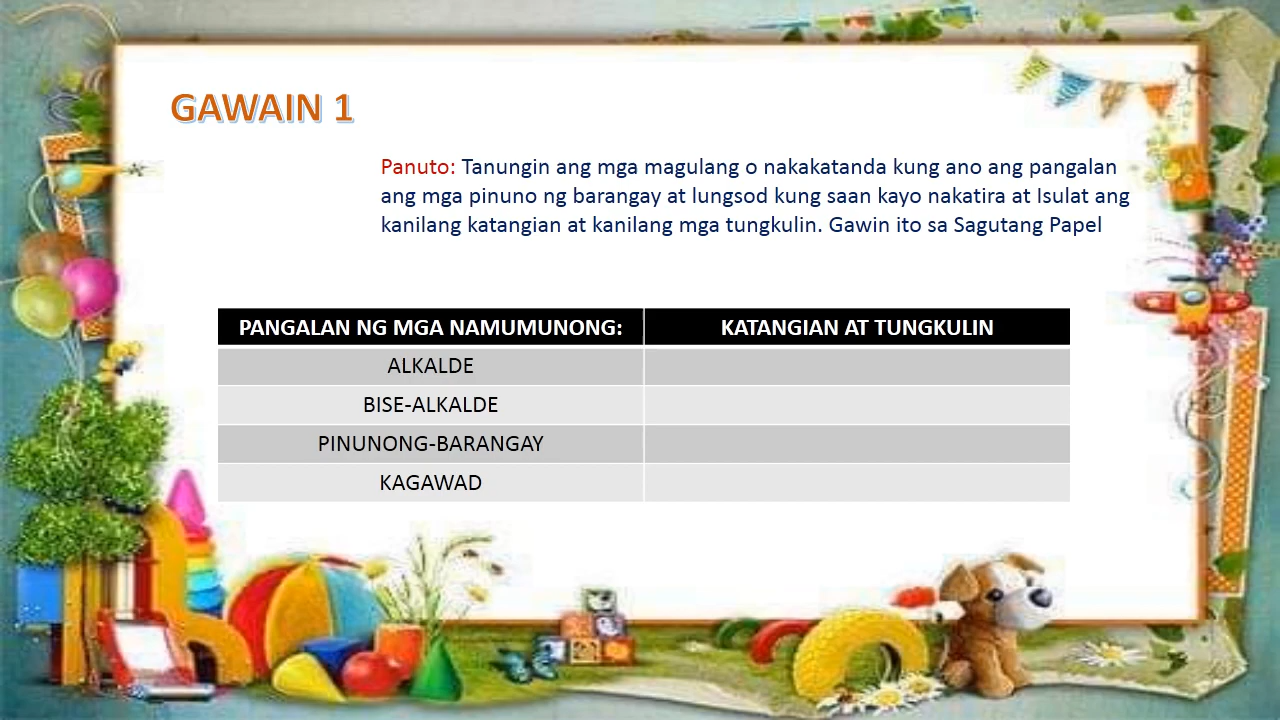 GAWAIN 1
Panuto: Tanungin ang mga magulang o nakakatanda kung ano ang pangalan
ang mga pinuno ng barangay at lungsod kung saan kayo nakatira at Isulat ang
kanilang katangian at kanilang mga tungkulin. Gawin ito sa Sagutang Papel
PANGALAN NG MGA NAMUMUNONG: KATANGIAN AT TUNGKULIN
ALKALDE
BISE-ALKALDE
PINUNONG-BARANGAY
KAGAWAD